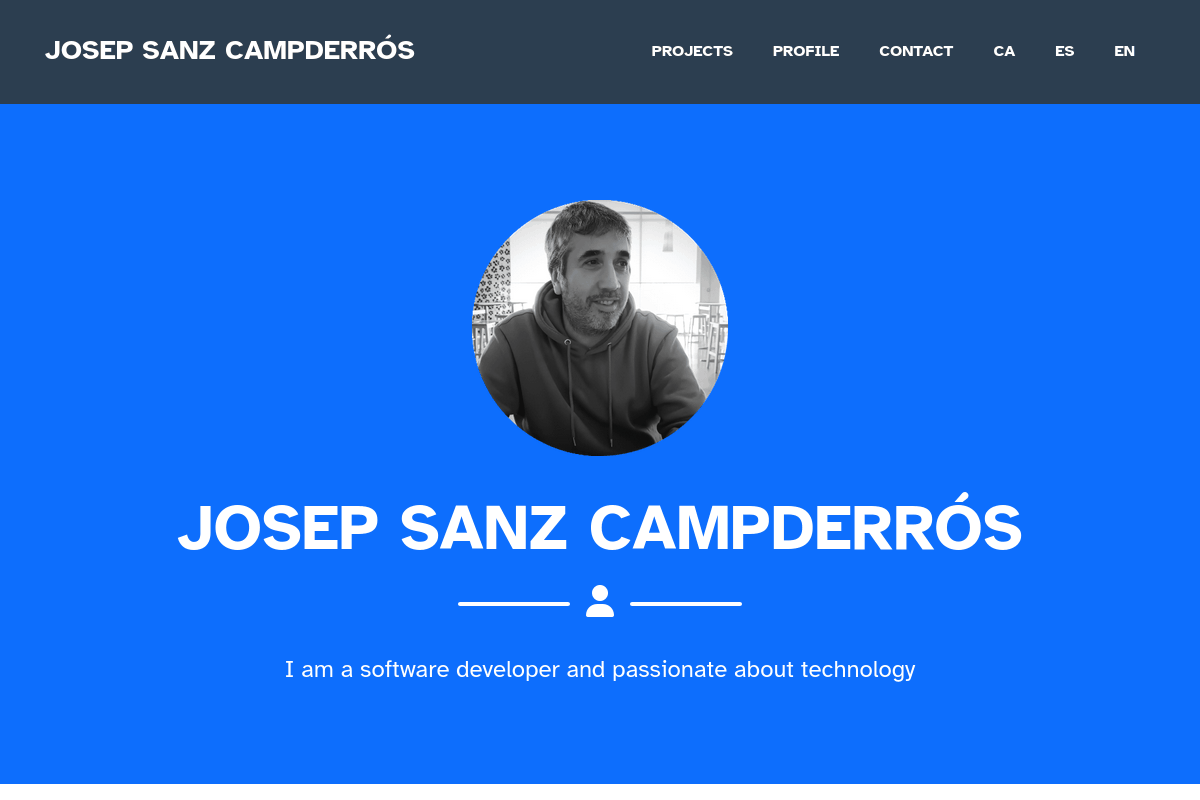 JOSEP SANZ CAMPDERRÓS
PROJECTS PROFILE CONTACT CA ES EN
JOSEP SANZ CAMPDERRÓS
I am a software developer and passionate about technology